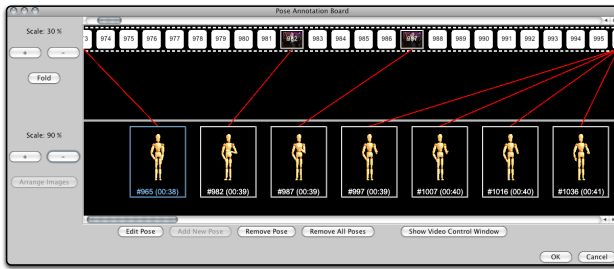 Pose Annotation Board
Scale: 30 %
+ −
Fold
3 974 975 976 977 978 979 980 981 982 983 984 985 986 987 988 989 990 991 992 993 994 995
Scale: 90 %
+ −
Arrange Images
#965 (00:38) #982 (00:39) #987 (00:39) #997 (00:39) #1007 (00:40) #1016 (00:40) #1036 (00:41)
Edit Pose Add New Pose Remove Pose Remove All Poses Show Video Control Window
OK Cancel